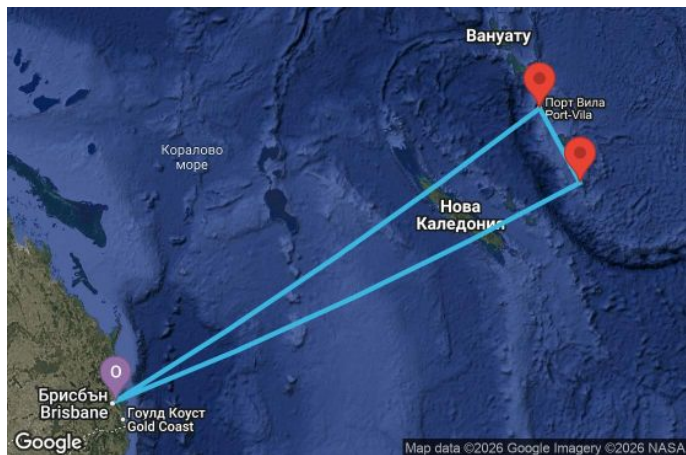 Вануату
Порт Вила
Port-Vila
Коралово
море
Нова
Каледония
O
Брисбън
Brisbane
Гоулд Коуст
Gold Coast
Google
Map data ©2026 Google Imagery ©2026 NASA